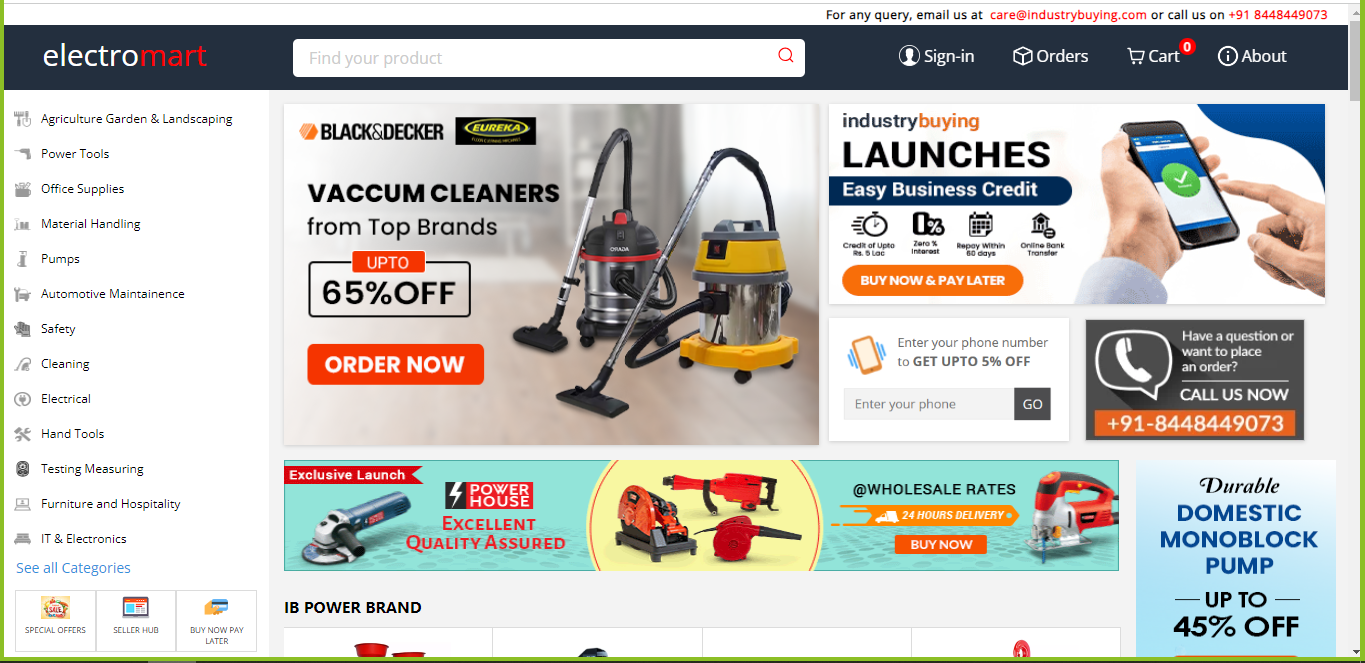 For any query, email us at care@industrybuying.com or call us on +91 8448449073
electromart
Find your product
Sign-in
Orders
Cart 0
About
Agriculture Garden & Landscaping
Power Tools
Office Supplies
Material Handling
Pumps
Automotive Maintainence
Safety
Cleaning
Electrical
Hand Tools
Testing Measuring
Furniture and Hospitality
IT & Electronics
See all Categories
SPECIAL OFFERS
SELLER HUB
BUY NOW PAY
LATER
BLACK&DECKER EUREKA
VACCUM CLEANERS
from Top Brands
UPTO
65%OFF
ORDER NOW
ORADA
industrybuying
LAUNCHES
Easy Business Credit
Credit of Upto
Rs. 5 Lac
Zero %
Interest
Repay Within
60 days
Online Bank
Transfer
BUY NOW & PAY LATER
Enter your phone number
to GET UPTO 5% OFF
Enter your phone
GO
Have a question or
want to place
an order?
CALL US NOW
+91-8448449073
Exclusive Launch
POWER
HOUSE
EXCELLENT
QUALITY ASSURED
@WHOLESALE RATES
24 HOURS DELIVERY
BUY NOW
Durable
DOMESTIC
MONOBLOCK
PUMP
UP TO
45% OFF
IB POWER BRAND